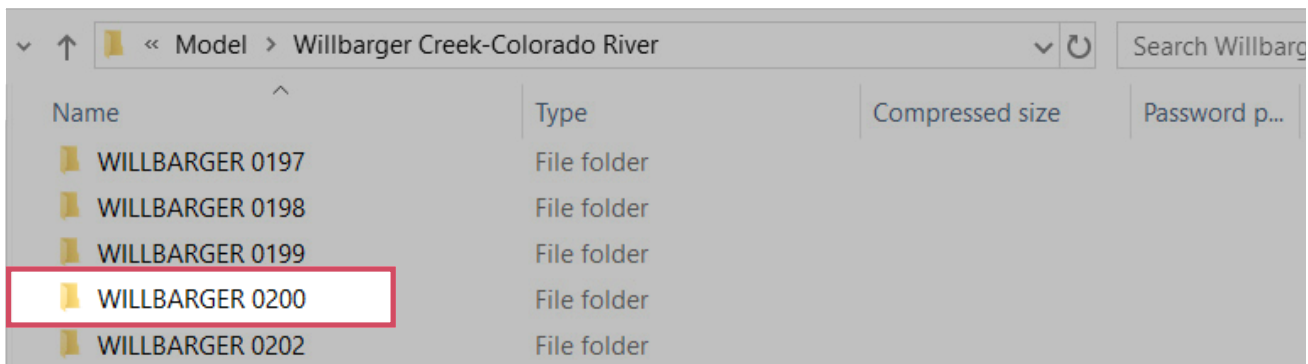 « Model > Willbarger Creek-Colorado River Search Willbarg
Name Type Compressed size Password p...
WILLBARGER 0197 File folder
WILLBARGER 0198 File folder
WILLBARGER 0199 File folder
WILLBARGER 0200 File folder
WILLBARGER 0202 File folder